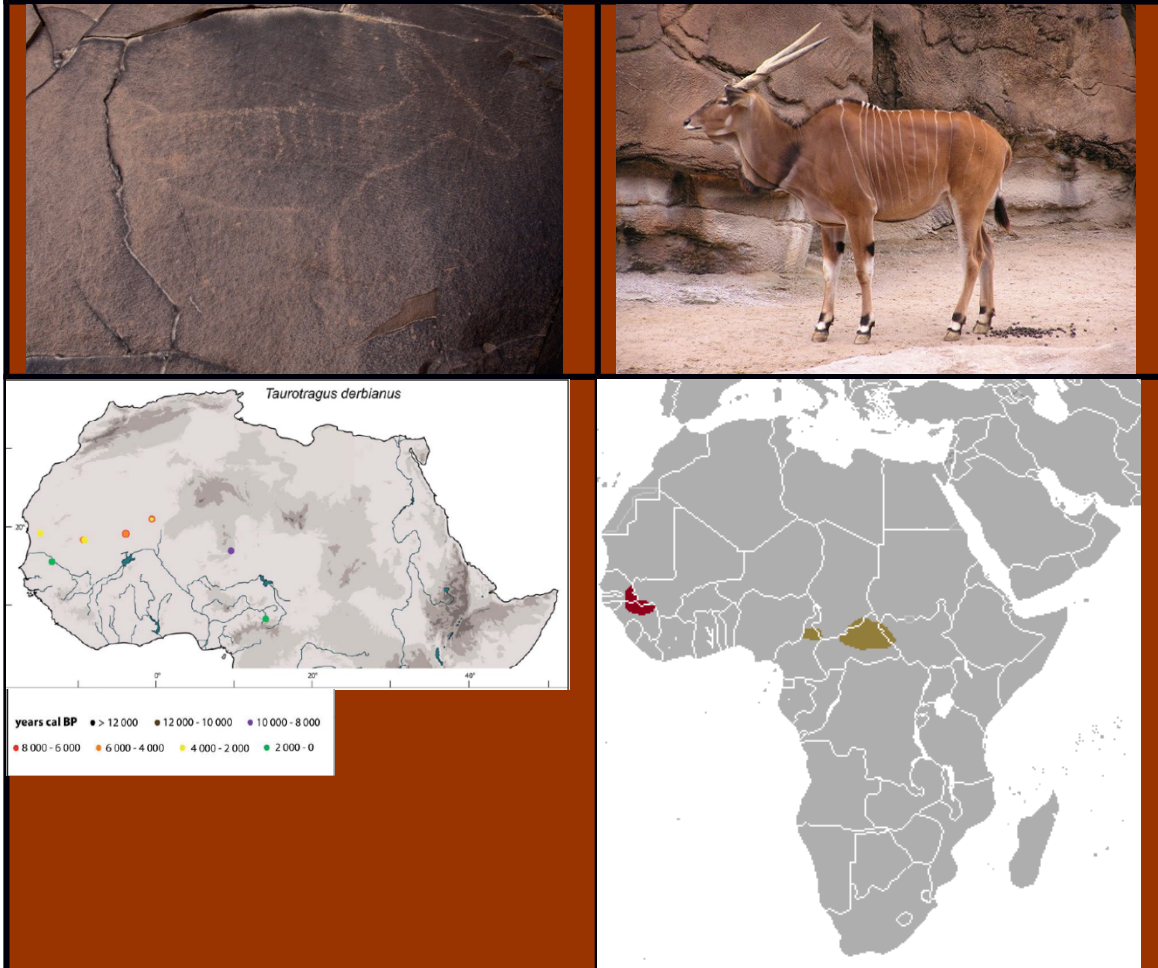 Taurotragus derbianus
20°
0°
20°
40°
years cal BP
> 12 000
12 000 - 10 000
10 000 - 8 000
8 000 - 6 000
6 000 - 4 000
4 000 - 2 000
2 000 - 0